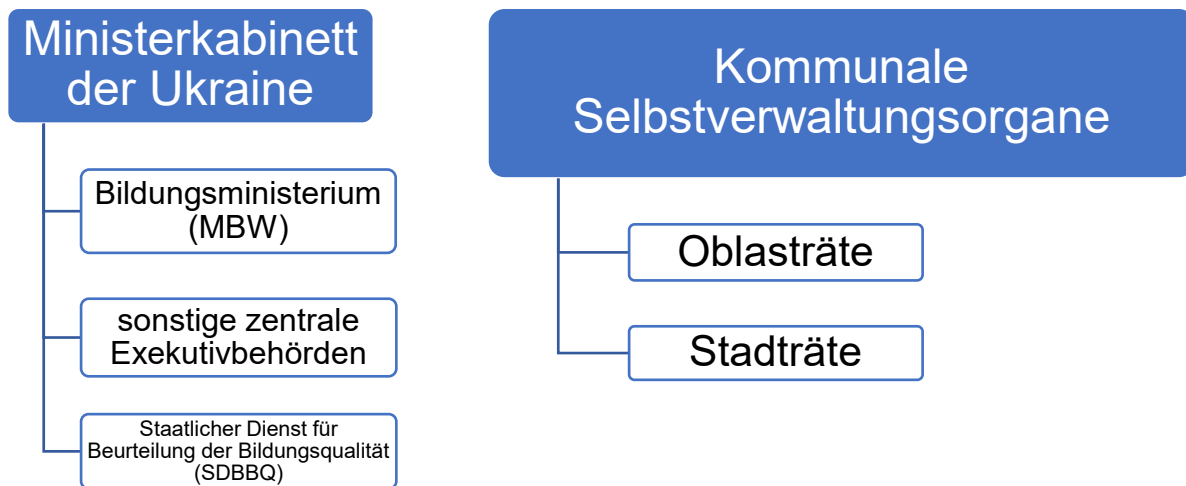 Ministerkabinett
der Ukraine
Bildungsministerium
(MBW)
sonstige zentrale
Exekutivbehörden
Staatlicher Dienst für
Beurteilung der Bildungsqualität
(SDBBQ)
Kommunale
Selbstverwaltungsorgane
Oblasträte
Stadträte